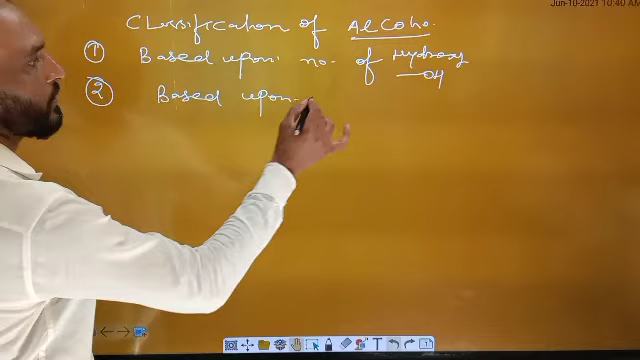 Jun-10-2021 10:40 AM
Classification of Alcoho.
① Based upon no. of Hydroxy
—OH
② Based upon